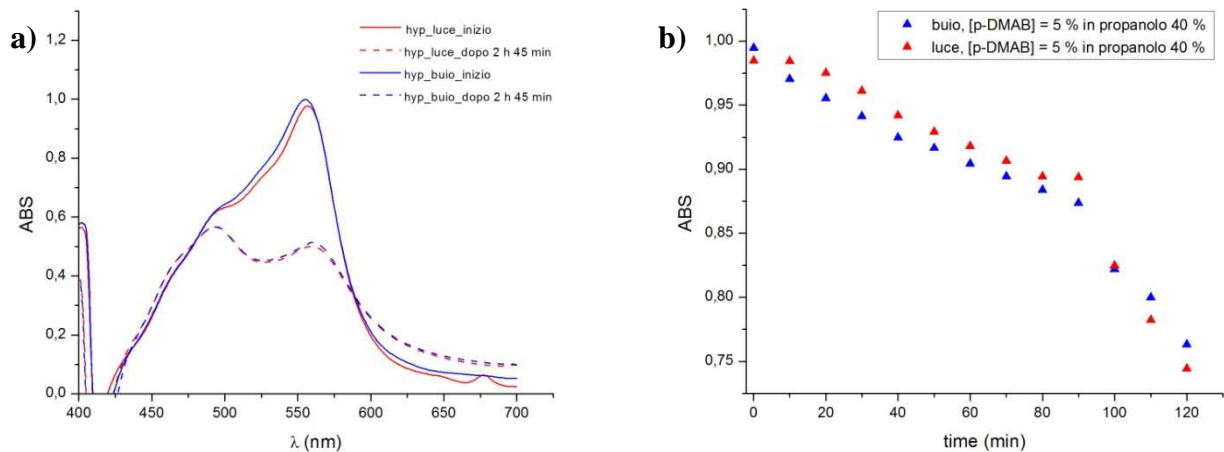 a)
ABS
1,2
1,0
0,8
0,6
0,4
0,2
0,0
400 450 500 550 600 650 700
λ (nm)
hyp_luce_inizio
hyp_luce_dopo 2 h 45 min
hyp_buio_inizio
hyp_buio_dopo 2 h 45 min
b)
ABS
1,00
0,95
0,90
0,85
0,80
0,75
0 20 40 60 80 100 120
time (min)
buio, [p-DMAB] = 5 % in propanolo 40 %
luce, [p-DMAB] = 5 % in propanolo 40 %